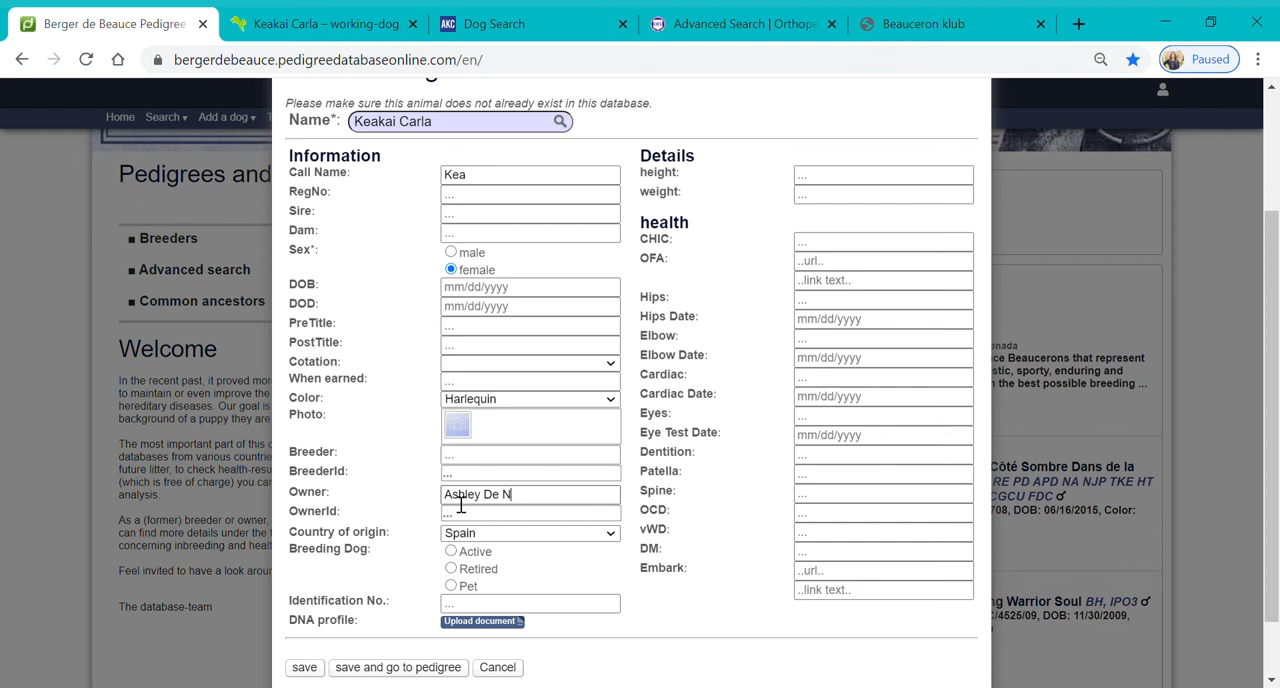 Berger de Beauce Pedigree
Keakai Carla – working-dog
AKC Dog Search
Advanced Search | Orthope
Beauceron klub
bergerdebeauce.pedigreedatabaseonline.com/en/
Paused
Please make sure this animal does not already exist in this database.
Name*: Keakai Carla
Home Search Add a dog
Pedigrees and
Breeders
Advanced search
Common ancestors
Welcome
In the recent past, it proved mor
to maintain or even improve the
hereditary diseases. Our goal is
background of a puppy they are
The most important part of this
databases from various countrie
future litter, to check health-resu
(which is free of charge) you can
analysis.
As a (former) breeder or owner,
can find more details under the
concerning inbreeding and healt
Feel invited to have a look arour
The database-team
Information
Call Name: Kea
RegNo: ...
Sire: ...
Dam: ...
Sex*: male
female
DOB: mm/dd/yyyy
DOD: mm/dd/yyyy
PreTitle: ...
PostTitle: ...
Cotation:
When earned: ...
Color: Harlequin
Photo:
Breeder: ...
BreederId: ...
Owner: Ashley De N
OwnerId: ...
Country of origin: Spain
Breeding Dog: Active
Retired
Pet
Identification No.: ...
DNA profile: Upload document
Details
height: ...
weight: ...
health
CHIC: ...
OFA: ..url..
..link text..
Hips: ...
Hips Date: mm/dd/yyyy
Elbow: ...
Elbow Date: mm/dd/yyyy
Cardiac: ...
Cardiac Date: mm/dd/yyyy
Eyes: ...
Eye Test Date: mm/dd/yyyy
Dentition: ...
Patella: ...
Spine: ...
OCD: ...
vWD: ...
DM: ...
Embark: ..url..
..link text..
save save and go to pedigree Cancel
anada
ce Beaucerons that represent
stic, sporty, enduring and
n the best possible breeding ...
Côté Sombre Dans de la
RE PD APD NA NJP TKE HT
CGCU FDC ♂
708, DOB: 06/16/2015, Color:
ng Warrior Soul BH, IPO3 ♂
C/4525/09, DOB: 11/30/2009,